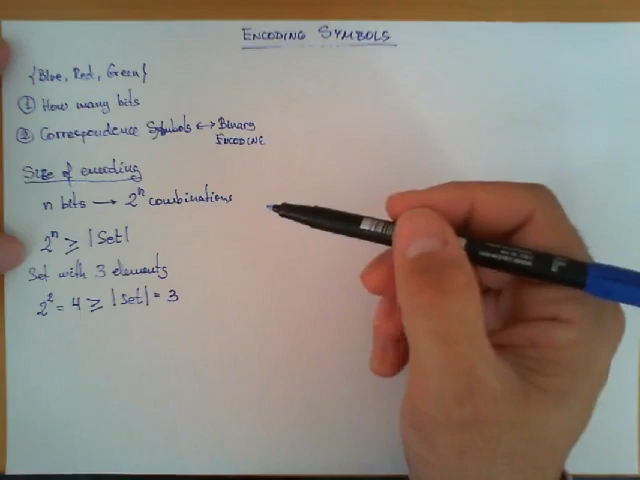 ENCODING SYMBOLS
{Blue, Red, Green}
① How many bits
② Correspondence Symbols ↔ Binary
ENCODINE
Size of encoding
n bits → 2ⁿ combinations
2ⁿ ≥ |Set|
Set with 3 elements
2² = 4 ≥ |Set| = 3